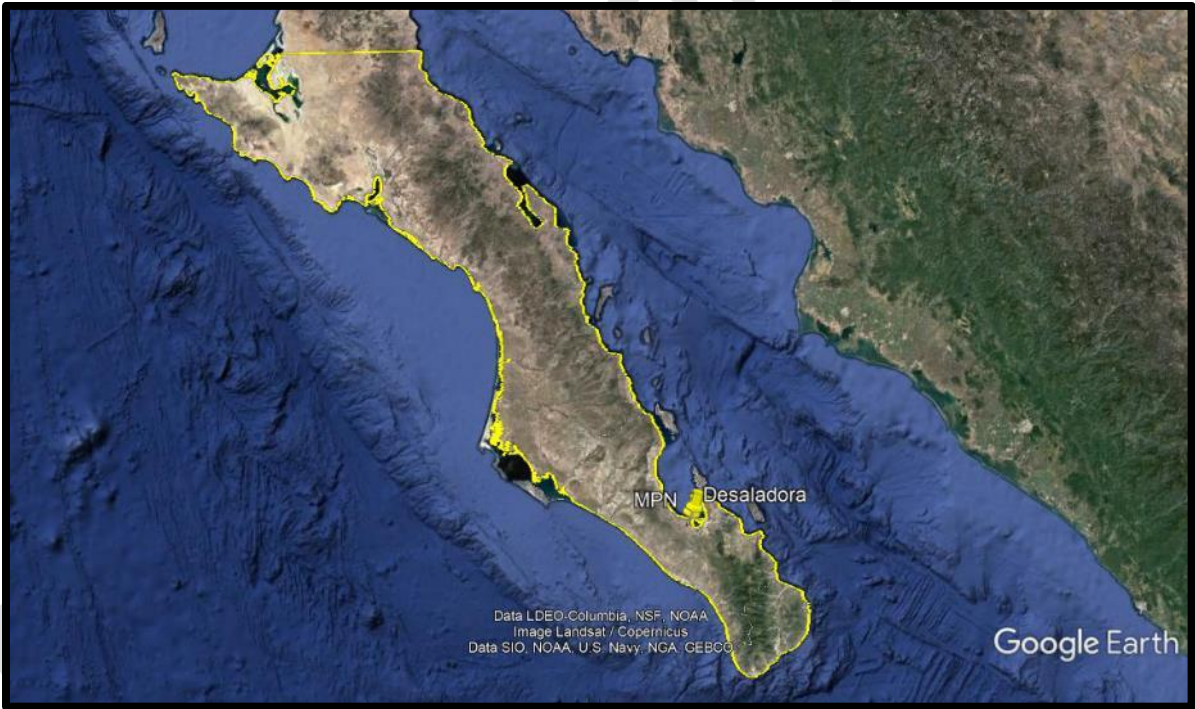 MPN Desaladora
Data LDEO-Columbia, NSF, NOAA
Image Landsat / Copernicus
Data SIO, NOAA, U.S. Navy, NGA, GEBCO
Google Earth